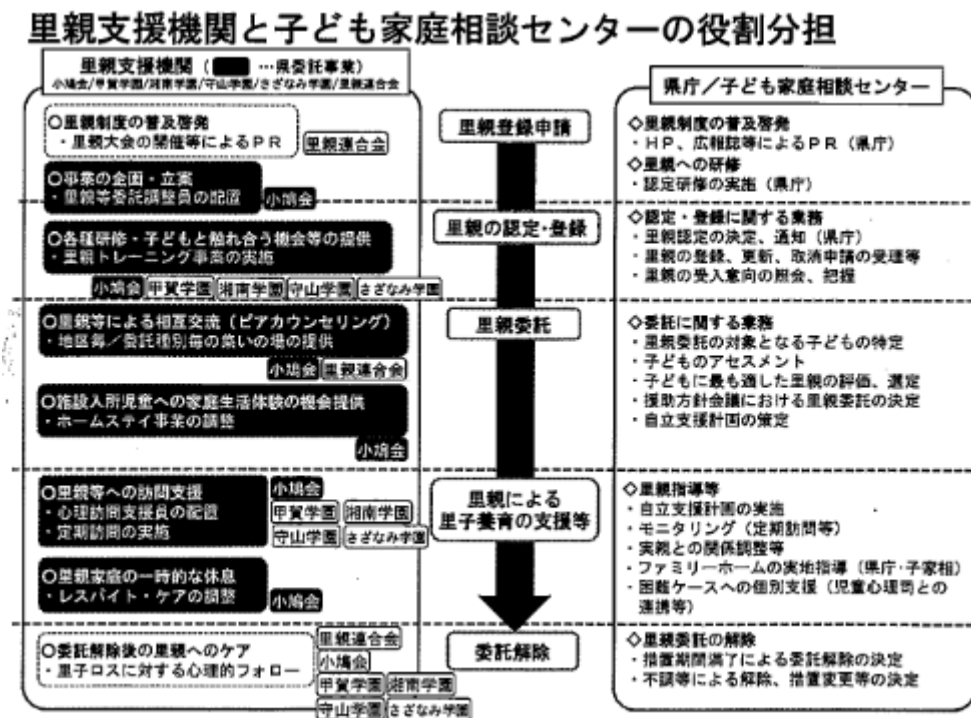 里親支援機関と子ども家庭相談センターの役割分担
里親支援機関（ …県委託事業）
小鳩会/甲賀学園/湘南学園/守山学園/さざなみ学園/里親連合会
〇里親制度の普及啓発
・里親大会の開催等によるＰＲ
里親連合会
〇事業の企画・立案
・里親等委託調整員の配置
小鳩会
〇各種研修・子どもと触れ合う機会等の提供
・里親トレーニング事業の実施
小鳩会 甲賀学園 湘南学園 守山学園 さざなみ学園
〇里親等による相互交流（ピアカウンセリング）
・地区毎／委託種別毎の集いの場の提供
小鳩会 里親連合会
〇施設入所児童への家庭生活体験の機会提供
・ホームステイ事業の調整
小鳩会
〇里親等への訪問支援
・心理訪問支援員の配置
・定期訪問の実施
小鳩会
甲賀学園 湘南学園
守山学園 さざなみ学園
〇里親家庭の一時的な休息
・レスパイト・ケアの調整
小鳩会
〇委託解除後の里親へのケア
・里子ロスに対する心理的フォロー
里親連合会
小鳩会
甲賀学園 湘南学園
守山学園 さざなみ学園
里親登録申請
里親の認定・登録
里親委託
里親による
里子養育の支援等
委託解除
県庁／子ども家庭相談センター
◇里親制度の普及啓発
・ＨＰ、広報誌等によるＰＲ（県庁）
◇里親への研修
・認定研修の実施（県庁）
◇認定・登録に関する業務
・里親認定の決定、通知（県庁）
・里親の登録、更新、取消申請の受理等
・里親の受入意向の照会、把握
◇委託に関する業務
・里親委託の対象となる子どもの特定
・子どものアセスメント
・子どもに最も適した里親の評価、選定
・援助方針会議における里親委託の決定
・自立支援計画の策定
◇里親指導等
・自立支援計画の実施
・モニタリング（定期訪問等）
・実親との関係調整等
・ファミリーホームの実地指導（県庁・子家相）
・困難ケースへの個別支援（児童心理司との
連携等）
◇里親委託の解除
・措置期間満了による委託解除の決定
・不調等による解除、措置変更等の決定